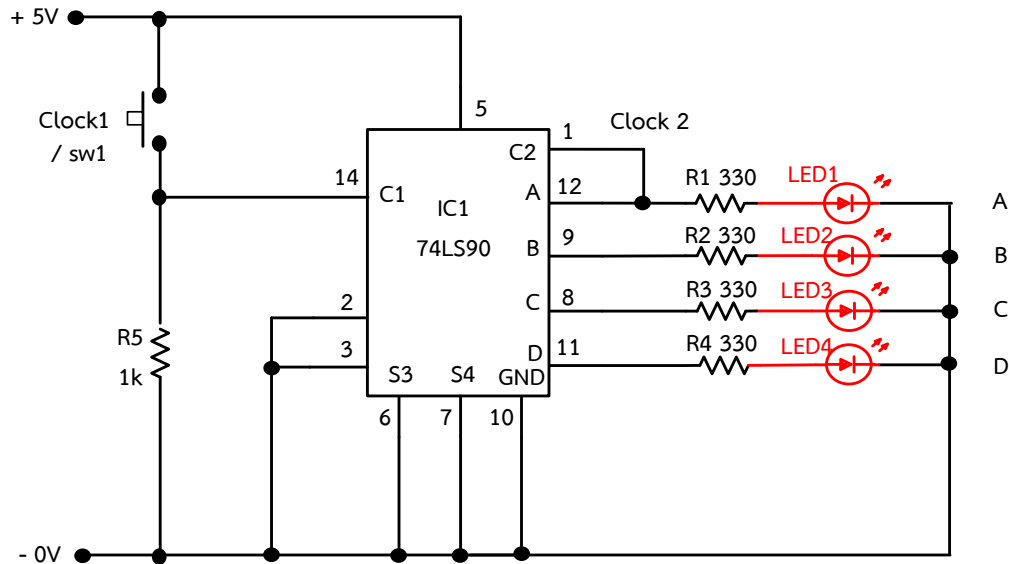 + 5V
5
Clock1
/ sw1
Clock 2
1
C2
14
C1
12
A
R1 330
LED1
A
IC1
74LS90
9
B
R2 330
LED2
B
8
C
R3 330
LED3
C
2
3
11
D
R4 330
LED4
D
R5
1k
S3
S4
GND
6
7
10
- 0V